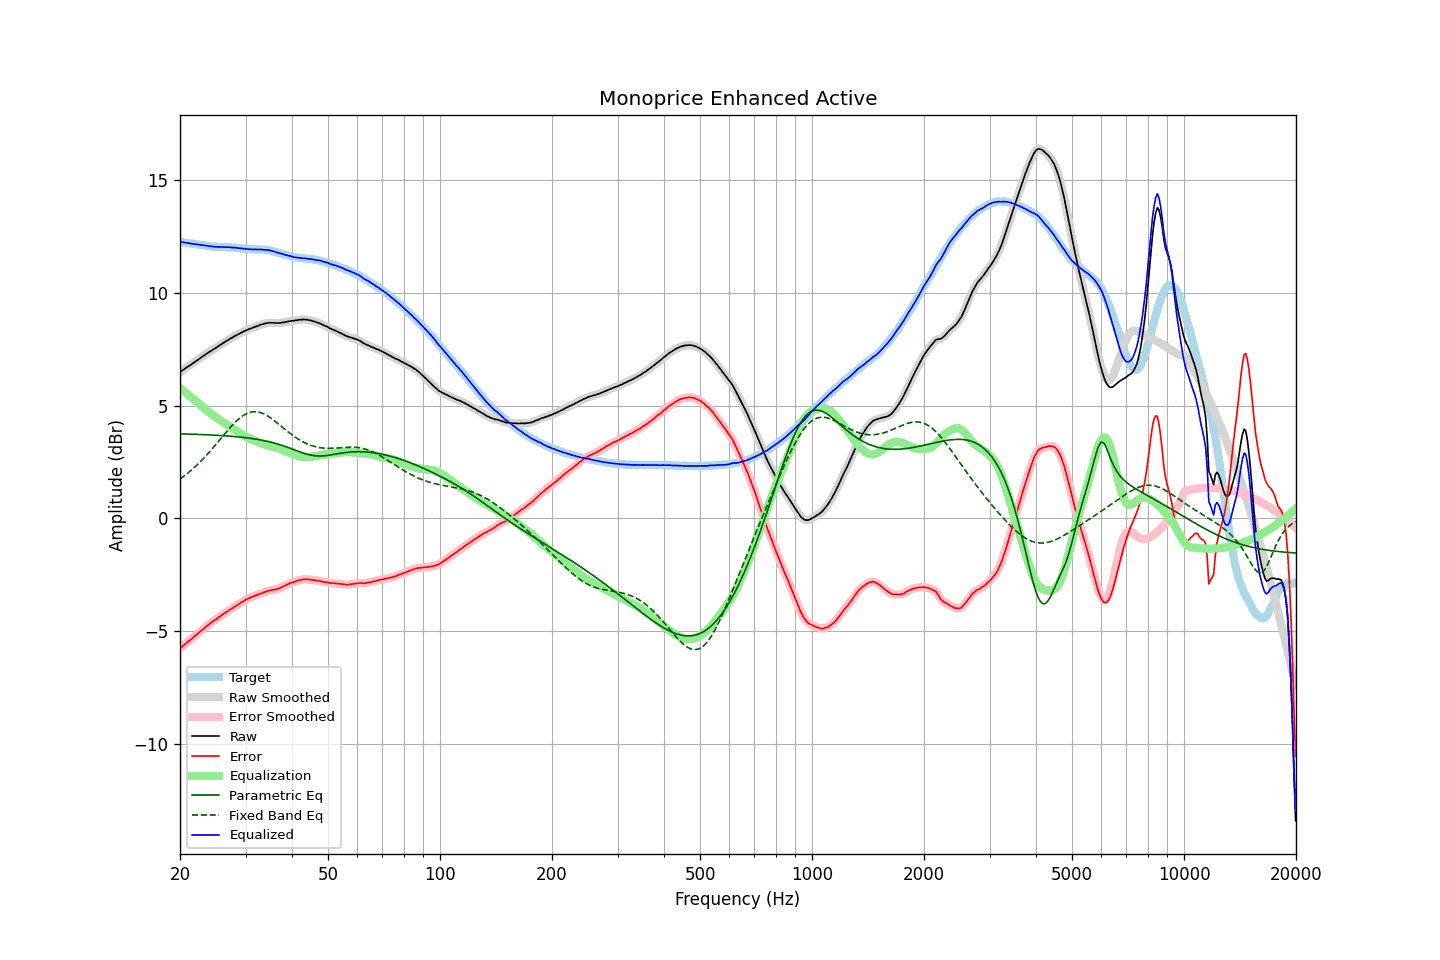 Monoprice Enhanced Active
Amplitude (dBr)
15
10
5
0
−5
−10
Target
Raw Smoothed
Error Smoothed
Raw
Error
Equalization
Parametric Eq
Fixed Band Eq
Equalized
20 50 100 200 500 1000 2000 5000 10000 20000
Frequency (Hz)